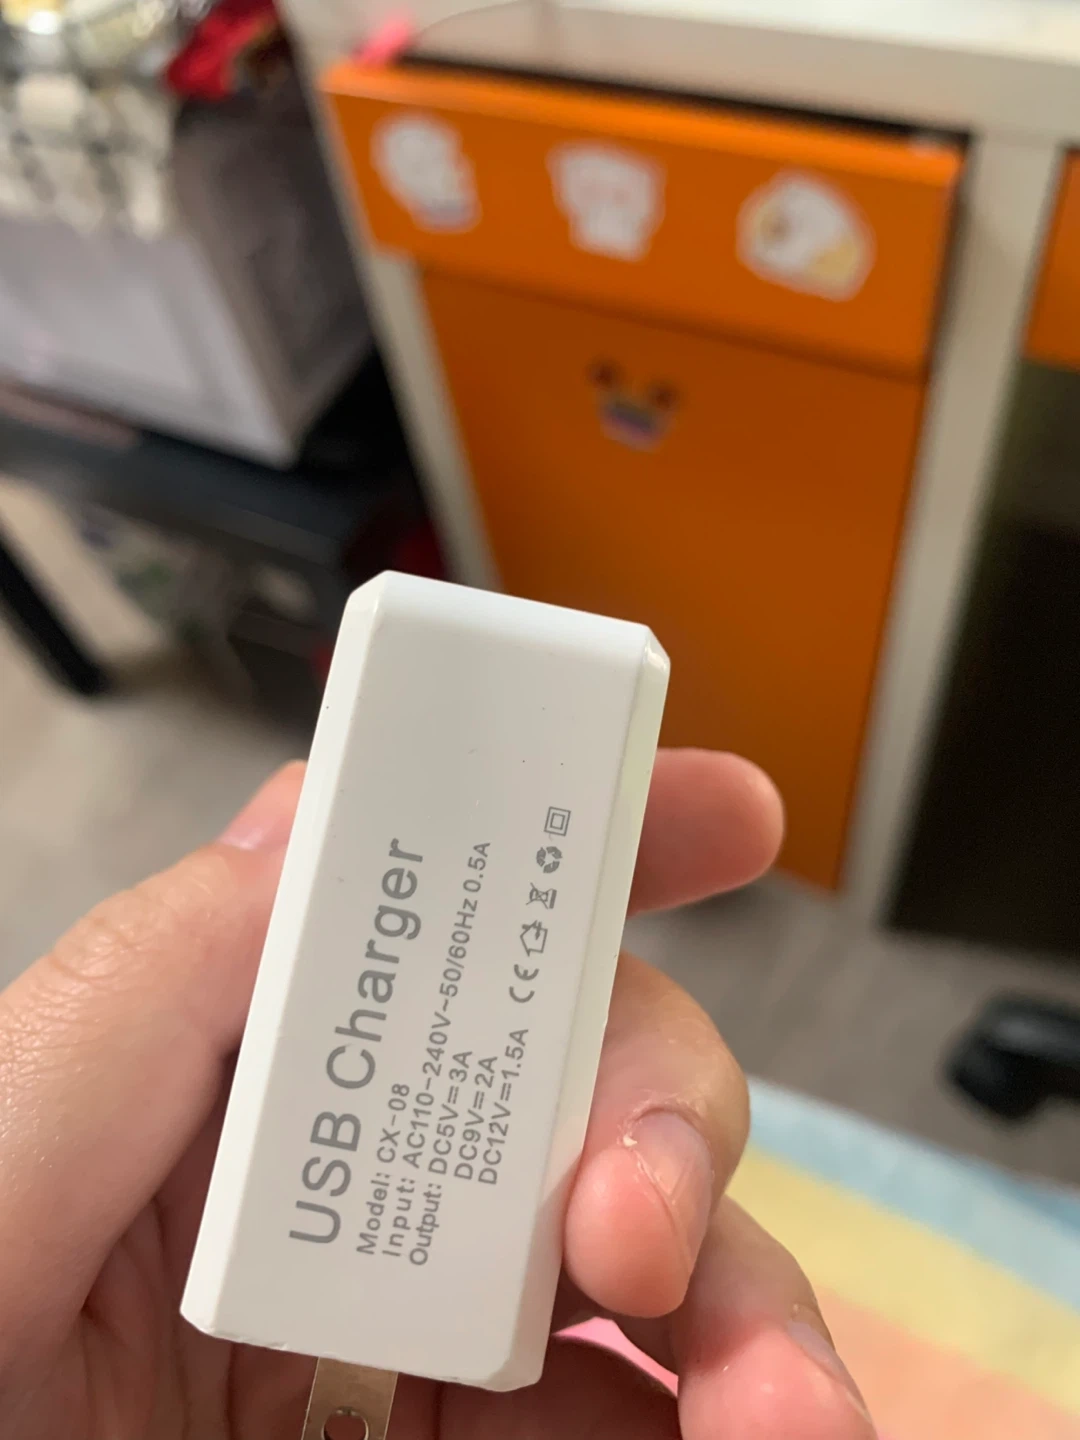 USB Charger
Model: CX-08
Input: AC110-240V~50/60Hz 0.5A
Output: DC5V=3A
DC9V=2A
DC12V=1.5A CE